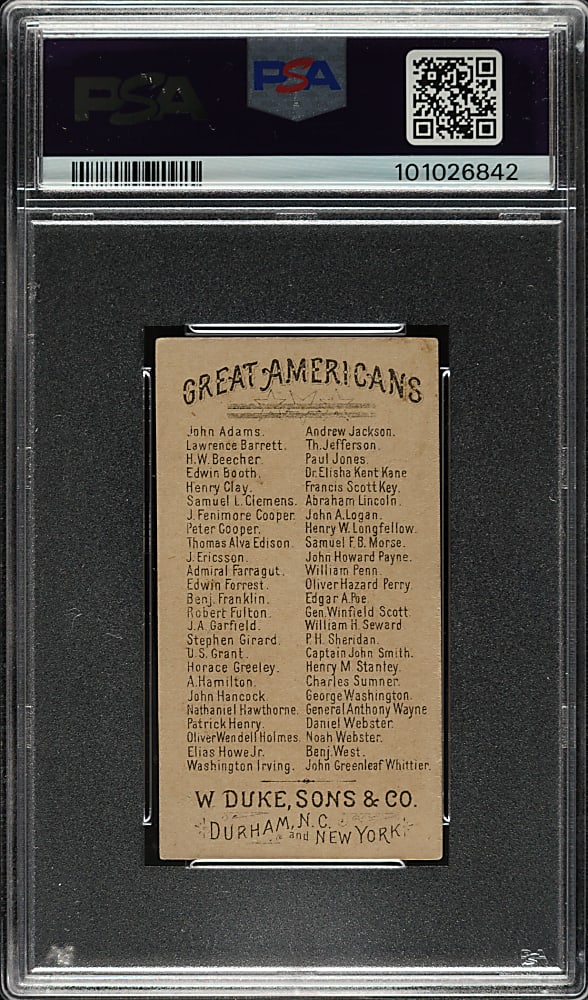 PSA
PSA
101026842
GREAT AMERICANS
John Adams. Andrew Jackson.
Lawrence Barrett. Th. Jefferson.
H.W. Beecher. Paul Jones.
Edwin Booth. Dr. Elisha Kent Kane
Henry Clay. Francis Scott Key.
Samuel L. Clemens. Abraham Lincoln.
J. Fenimore Cooper. John A. Logan.
Peter Cooper. Henry W. Longfellow.
Thomas Alva Edison. Samuel F.B. Morse.
J. Ericsson. John Howard Payne.
Admiral Farragut. William Penn.
Edwin Forrest. Oliver Hazard Perry.
Benj. Franklin. Edgar A. Poe.
Robert Fulton. Gen. Winfield Scott.
J.A. Garfield. William H. Seward
Stephen Girard. P.H. Sheridan.
U.S. Grant. Captain John Smith.
Horace Greeley. Henry M Stanley.
A. Hamilton. Charles Sumner.
John Hancock. George Washington.
Nathaniel Hawthorne. General Anthony Wayne
Patrick Henry. Daniel Webster.
Oliver Wendell Holmes. Noah Webster.
Elias Howe Jr. Benj. West.
Washington Irving. John Greenleaf Whittier.
W. DUKE, SONS & CO.
DURHAM, N.C. and NEW YORK.
PSA